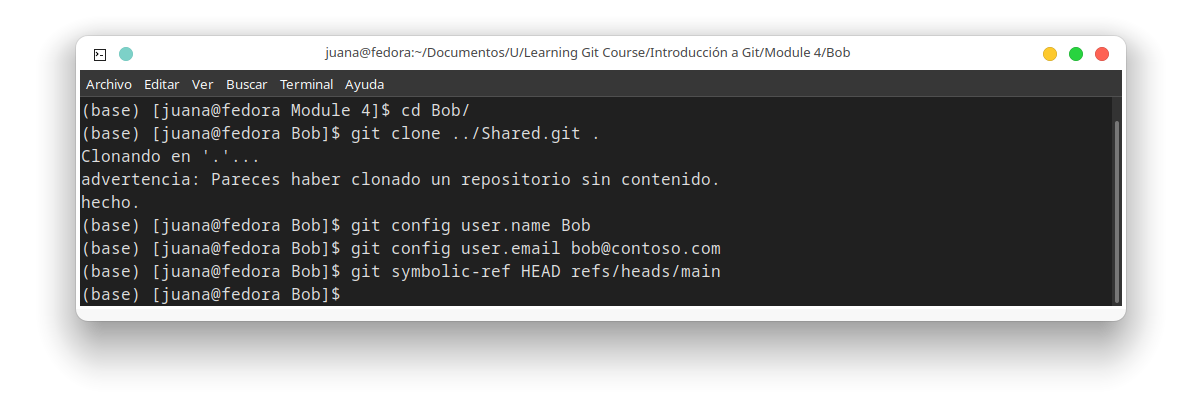 juana@fedora:~/Documentos/U/Learning Git Course/Introducción a Git/Module 4/Bob
Archivo Editar Ver Buscar Terminal Ayuda
(base) [juana@fedora Module 4]$ cd Bob/
(base) [juana@fedora Bob]$ git clone ../Shared.git .
Clonando en '.'...
advertencia: Pareces haber clonado un repositorio sin contenido.
hecho.
(base) [juana@fedora Bob]$ git config user.name Bob
(base) [juana@fedora Bob]$ git config user.email bob@contoso.com
(base) [juana@fedora Bob]$ git symbolic-ref HEAD refs/heads/main
(base) [juana@fedora Bob]$